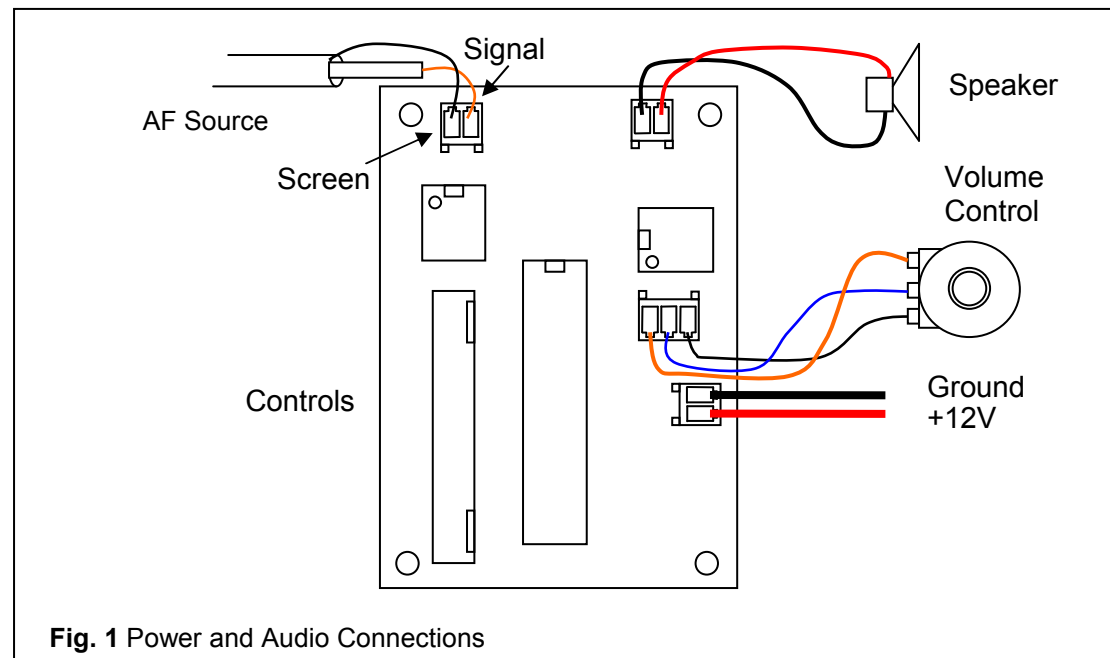 Signal
Speaker
AF Source
Screen
Volume
Control
Controls
Ground
+12V
Fig. 1 Power and Audio Connections